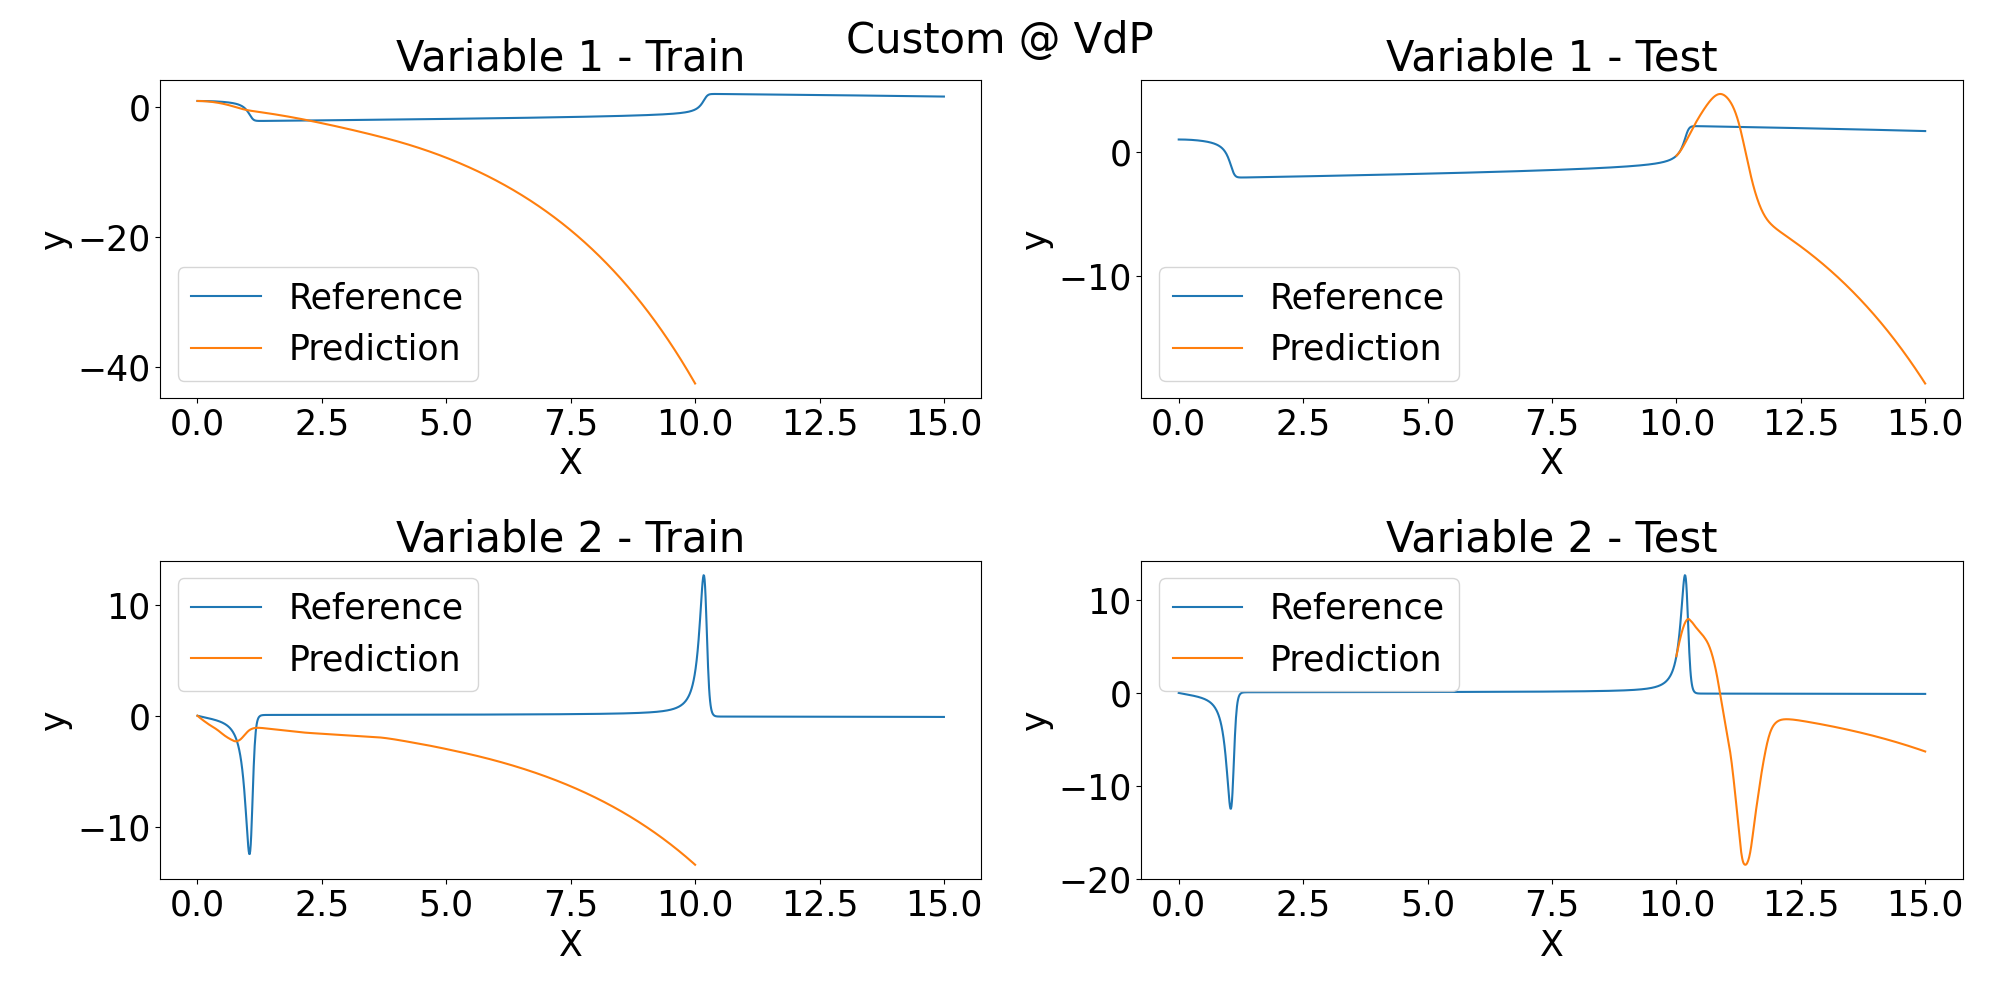 Custom @ VdP
Variable 1 - Train
0
−20
−40
y
Reference
Prediction
0.0 2.5 5.0 7.5 10.0 12.5 15.0
X
Variable 1 - Test
0
−10
y
Reference
Prediction
0.0 2.5 5.0 7.5 10.0 12.5 15.0
X
Variable 2 - Train
10
0
−10
y
Reference
Prediction
0.0 2.5 5.0 7.5 10.0 12.5 15.0
X
Variable 2 - Test
10
0
−10
−20
y
Reference
Prediction
0.0 2.5 5.0 7.5 10.0 12.5 15.0
X